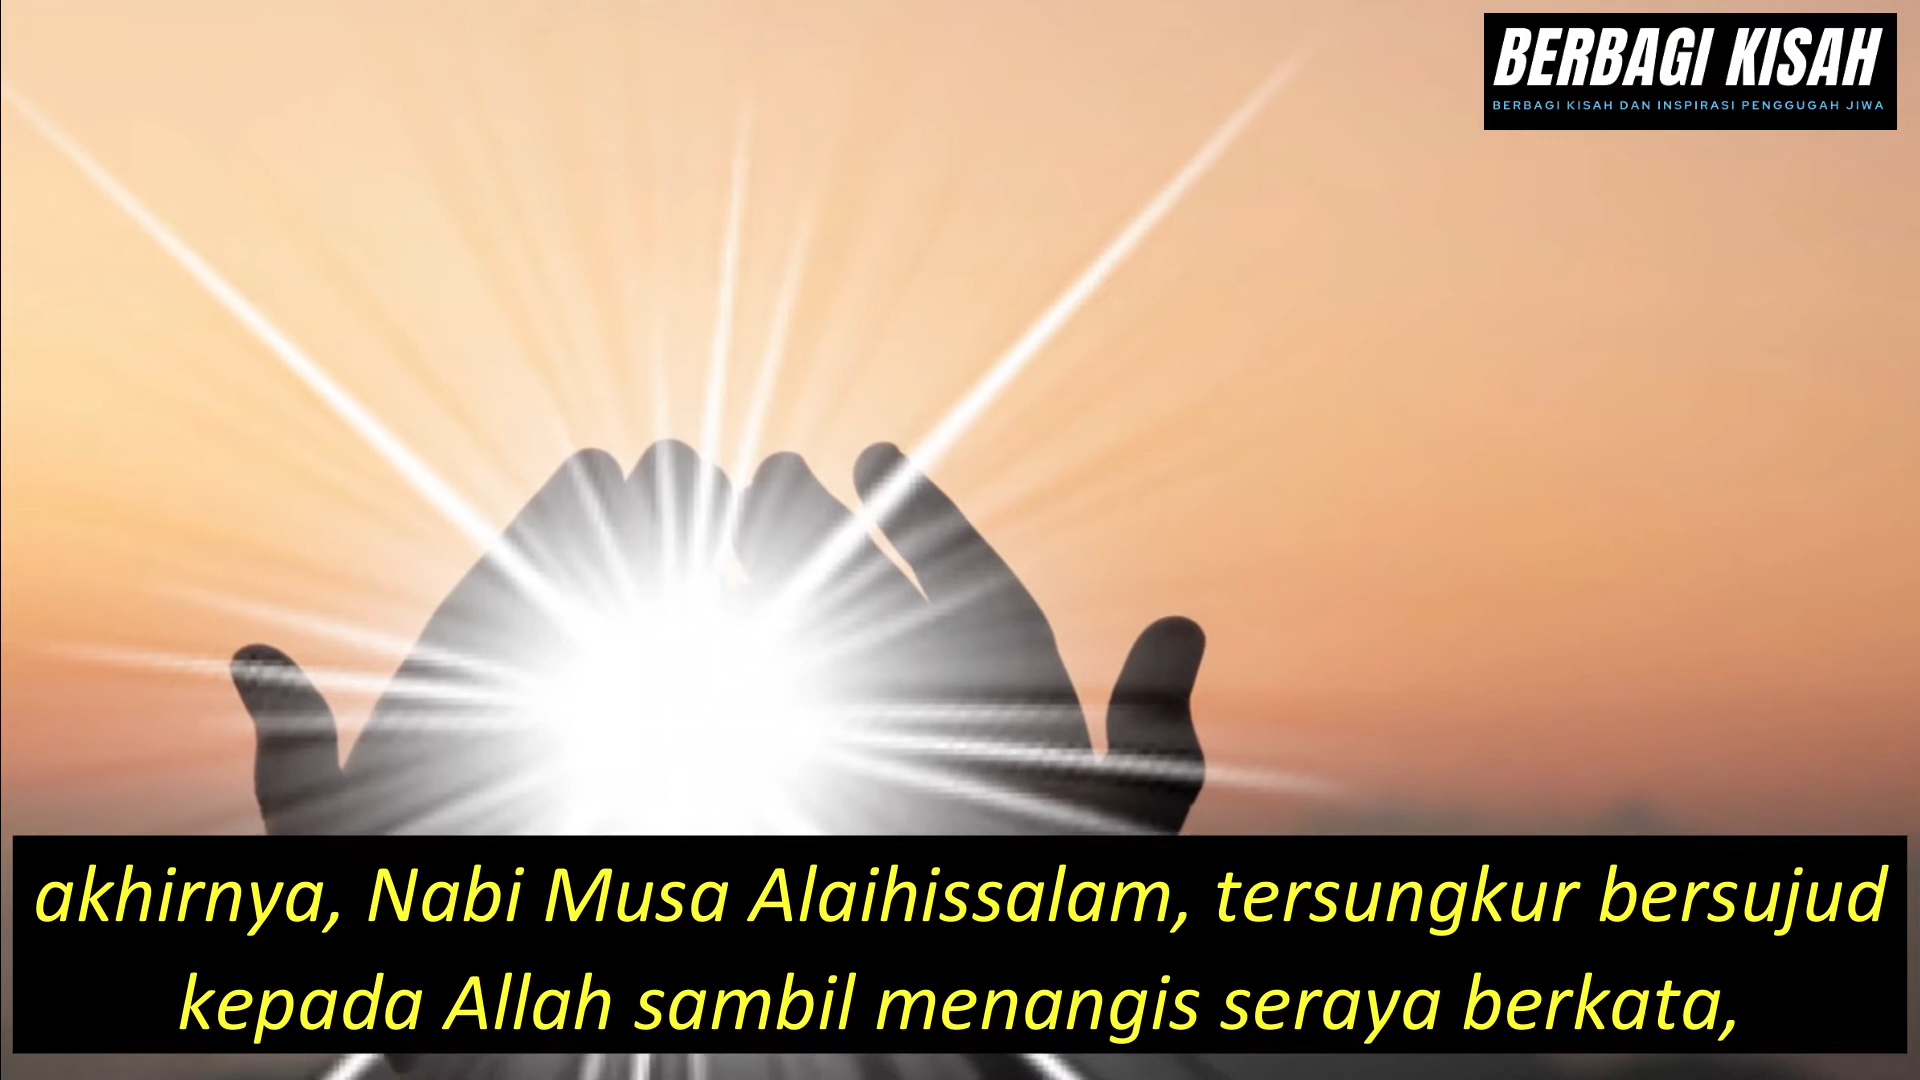 BERBAGI KISAH
BERBAGI KISAH DAN INSPIRASI PENGGUGAH JIWA
akhirnya, Nabi Musa Alaihissalam, tersungkur bersujud
kepada Allah sambil menangis seraya berkata,